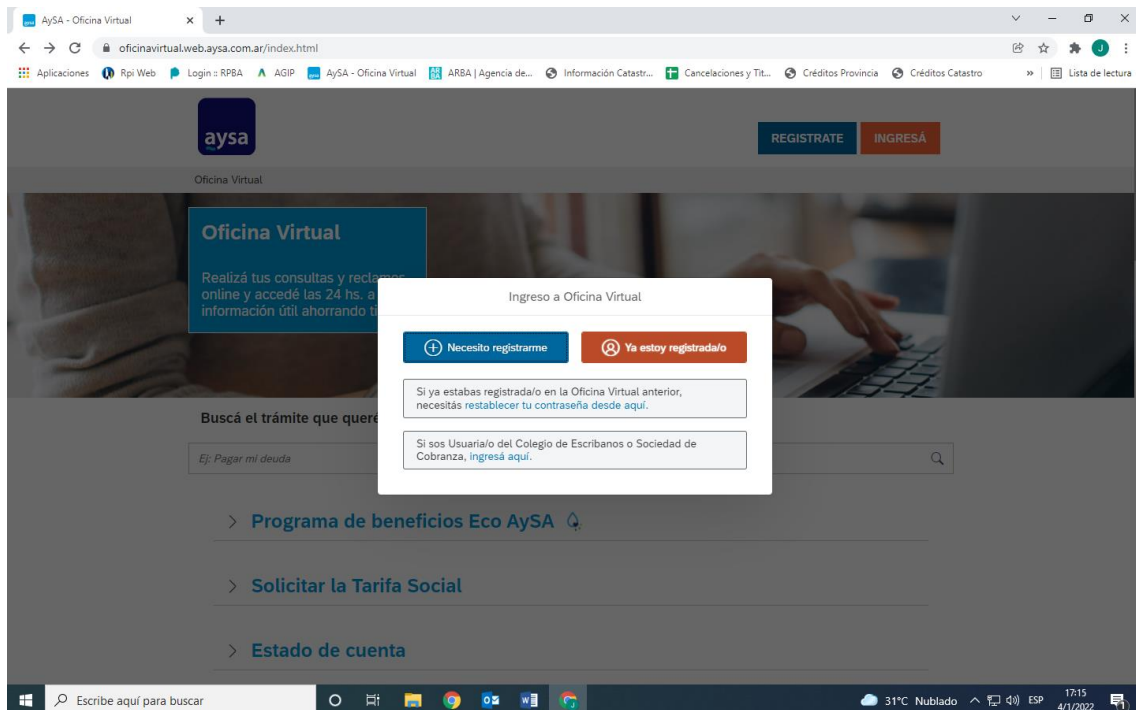 AySA - Oficina Virtual
oficinavirtual.web.aysa.com.ar/index.html
J
Aplicaciones Rpi Web Login :: RPBA AGIP AySA - Oficina Virtual ARBA | Agencia de... Información Catastr... Cancelaciones y Tit... Créditos Provincia Créditos Catastro » Lista de lectura
aysa
REGISTRATE INGRESÁ
Oficina Virtual
Oficina Virtual
Realizá tus consultas y reclamos
online y accedé las 24 hs. a
información útil ahorrando ti
Ingreso a Oficina Virtual
Necesito registrarme Ya estoy registrada/o
Si ya estabas registrada/o en la Oficina Virtual anterior,
necesitás restablecer tu contraseña desde aquí.
Si sos Usuaria/o del Colegio de Escribanos o Sociedad de
Cobranza, ingresá aquí.
Buscá el trámite que queré
Ej: Pagar mi deuda
Programa de beneficios Eco AySA
Solicitar la Tarifa Social
Estado de cuenta
Escribe aquí para buscar
31°C Nublado ESP 17:15
4/1/2022